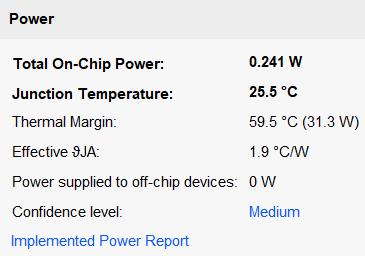 Power
Total On-Chip Power: 0.241 W
Junction Temperature: 25.5 °C
Thermal Margin: 59.5 °C (31.3 W)
Effective ϑJA: 1.9 °C/W
Power supplied to off-chip devices: 0 W
Confidence level: Medium
Implemented Power Report